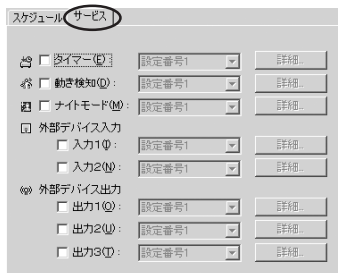 スケジュール サービス
タイマー(E): 設定番号1 詳細...
動き検知(D): 設定番号1 詳細...
ナイトモード(M): 設定番号1 詳細...
外部デバイス入力
入力1(I): 設定番号1 詳細...
入力2(N): 設定番号1 詳細...
外部デバイス出力
出力1(O): 設定番号1 詳細...
出力2(U): 設定番号1 詳細...
出力3(T): 設定番号1 詳細...